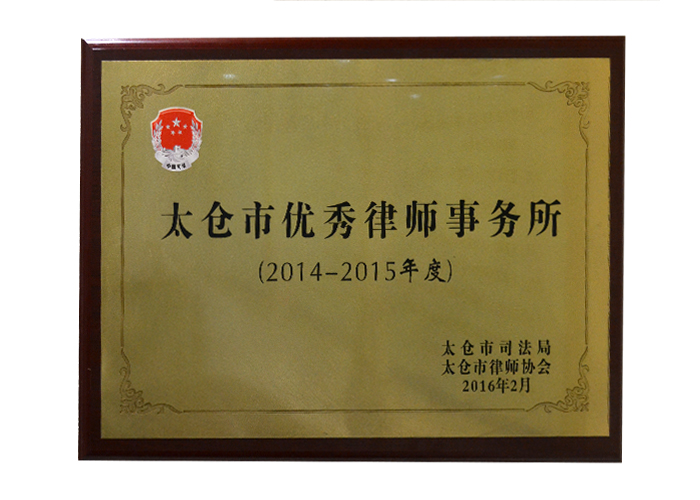 太仓市优秀律师事务所
(2014-2015年度)
太仓市司法局
太仓市律师协会
2016年2月